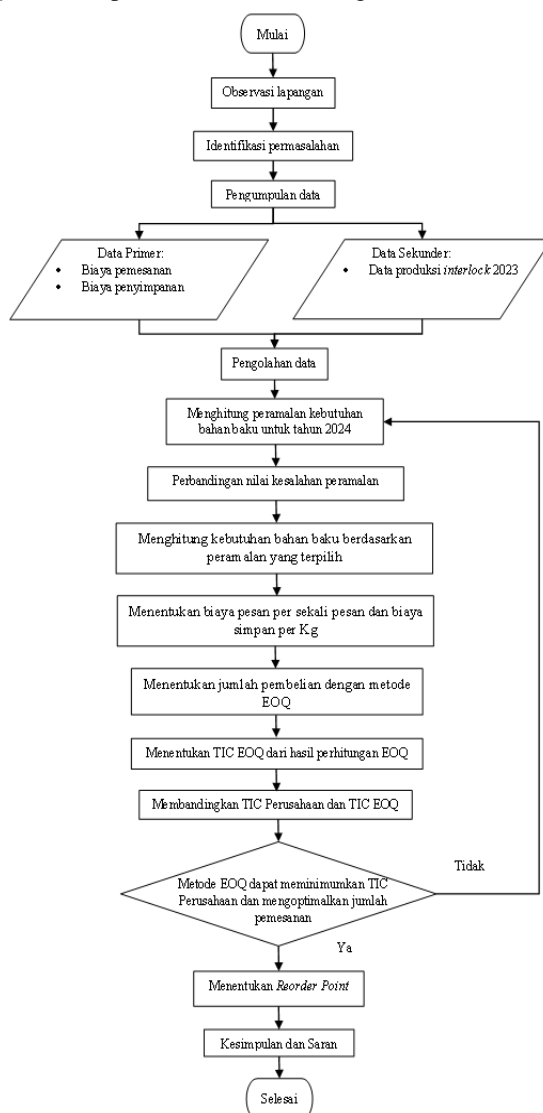 Mulai
Observasi lapangan
Identifikasi permasalahan
Pengumpulan data
Data Primer:
• Biaya pemesanan
• Biaya penyimpanan
Data Sekunder:
• Data produksi interlock 2023
Pengolahan data
Menghitung peramalan kebutuhan
bahan baku untuk tahun 2024
Perbandingan nilai kesalahan peramalan
Menghitung kebutuhan bahan baku berdasarkan
peramalan yang terpilih
Menentukan biaya pesan per sekali pesan dan biaya
simpan per Kg
Menentukan jumlah pembelian dengan metode
EOQ
Menentukan TIC EOQ dari hasil perhitungan EOQ
Membandingkan TIC Perusahaan dan TIC EOQ
Tidak
Metode EOQ dapat meminimumkan TIC
Perusahaan dan mengoptimalkan jumlah
pemesanan
Ya
Menentukan Reorder Point
Kesimpulan dan Saran
Selesai